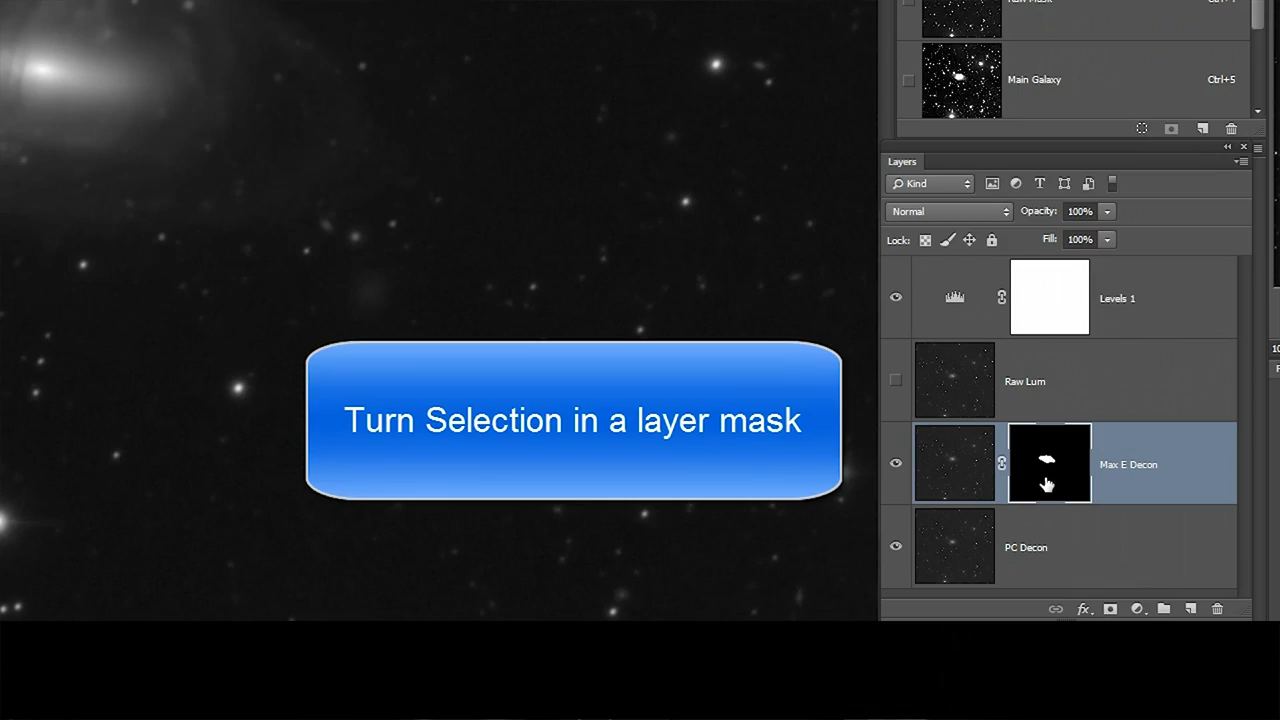 Main Galaxy Ctrl+5
Layers
Kind
Normal Opacity: 100%
Lock: Fill: 100%
Levels 1
Raw Lum
Turn Selection in a layer mask
Max E Decon
PC Decon
fx